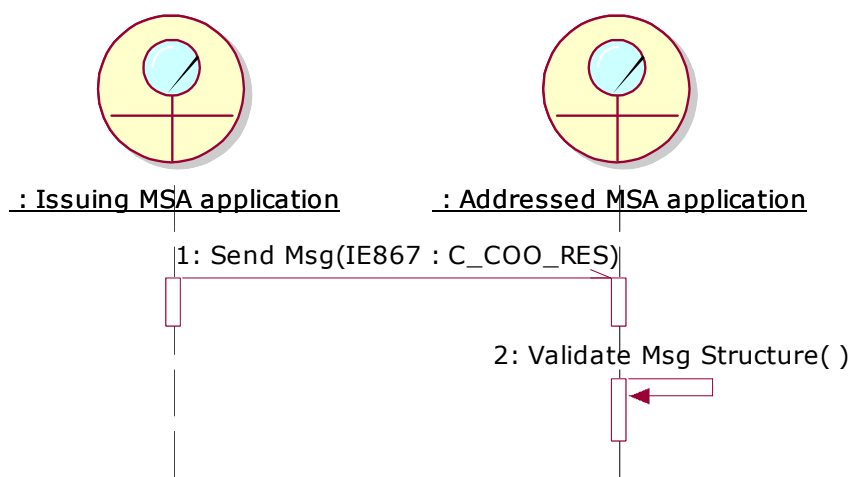 : Issuing MSA application
: Addressed MSA application
1: Send Msg(IE867 : C_COO_RES)
2: Validate Msg Structure( )